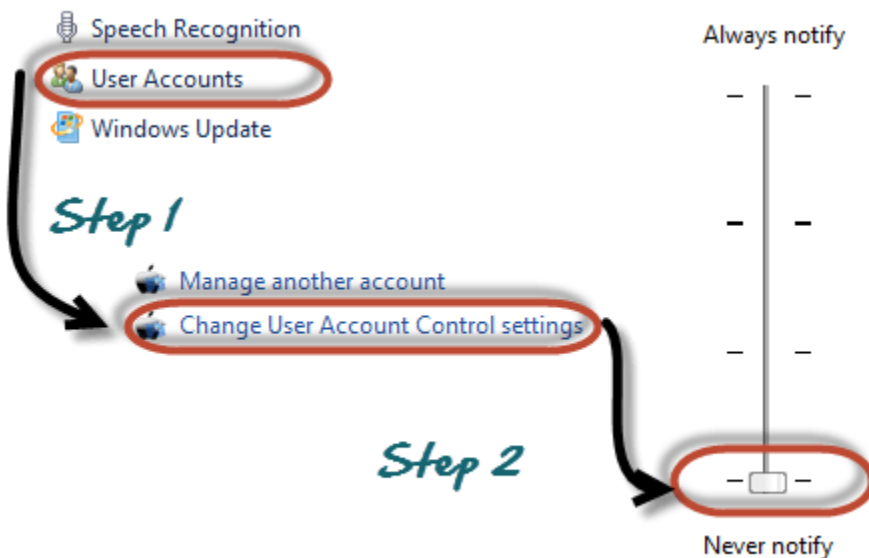 Speech Recognition
Always notify
User Accounts
Windows Update
Step 1
Manage another account
Change User Account Control settings
Step 2
Never notify